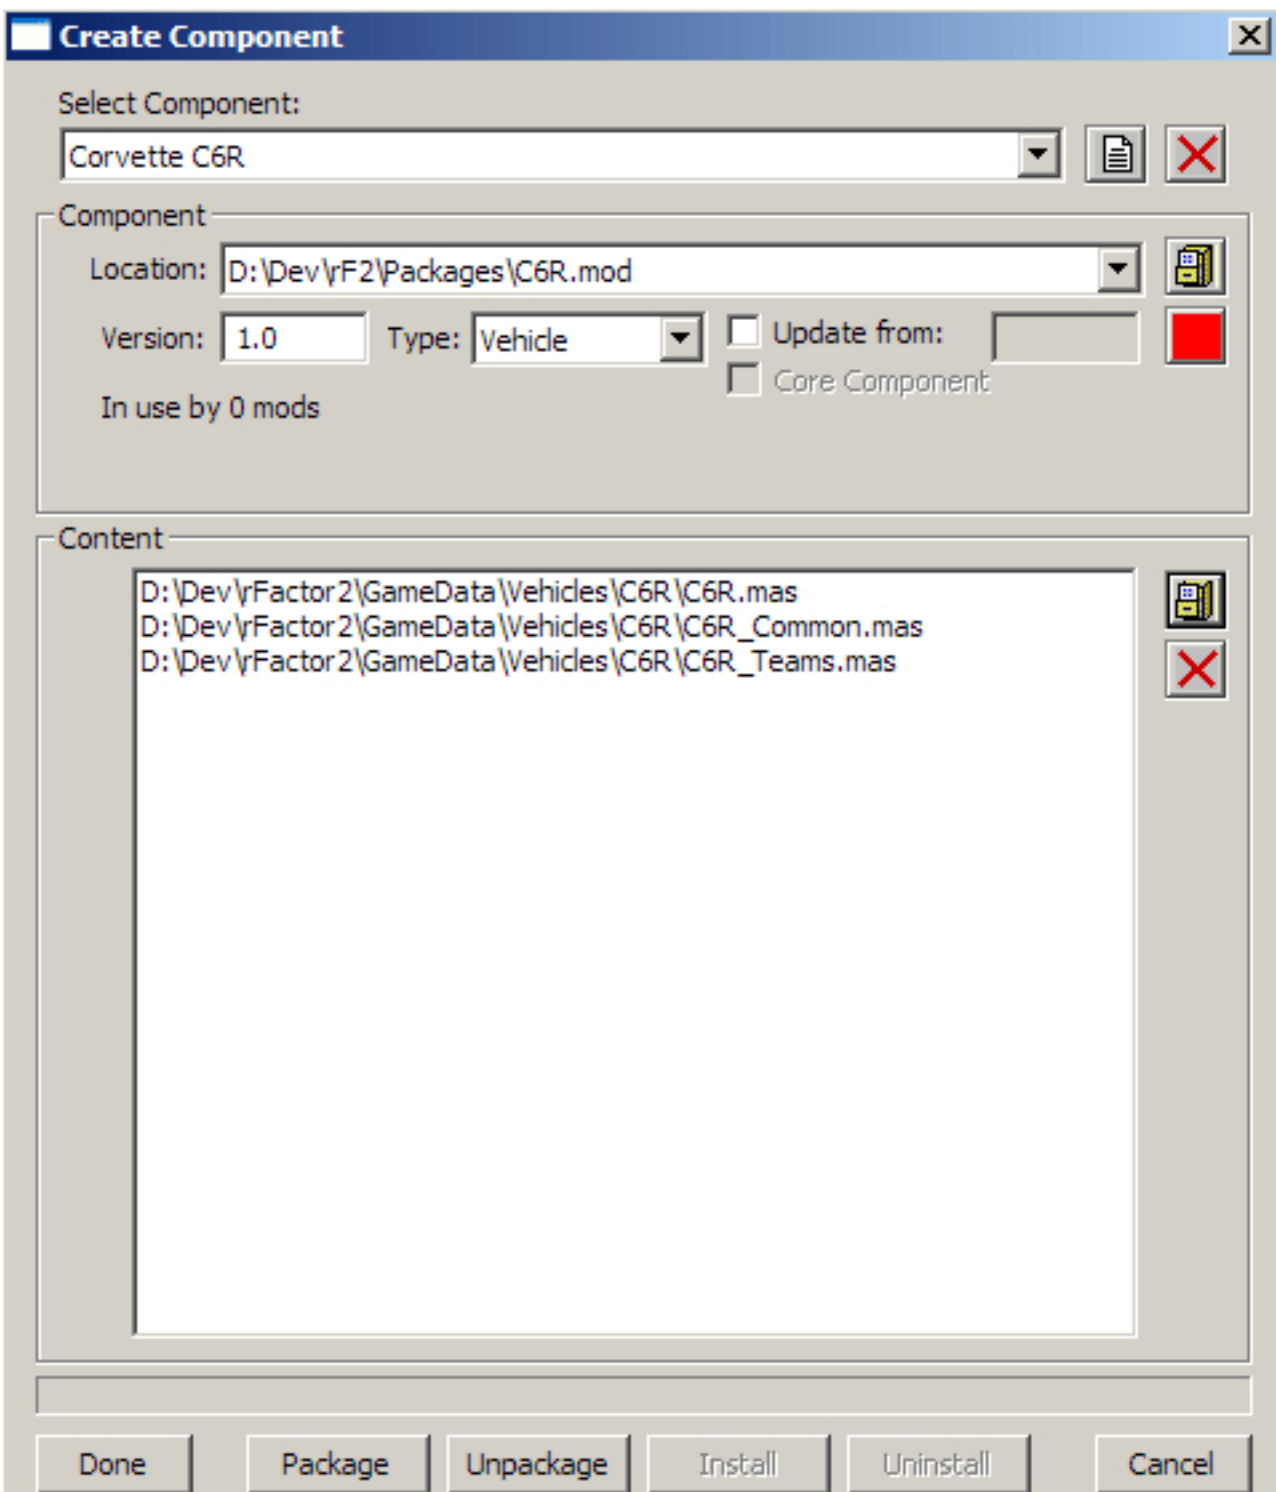 Create Component
Select Component:
Corvette C6R
Component
Location: D:\Dev\rF2\Packages\C6R.mod
Version: 1.0 Type: Vehicle Update from:
Core Component
In use by 0 mods
Content
D:\Dev\rFactor2\GameData\Vehicles\C6R\C6R.mas
D:\Dev\rFactor2\GameData\Vehicles\C6R\C6R_Common.mas
D:\Dev\rFactor2\GameData\Vehicles\C6R\C6R_Teams.mas
Done Package Unpackage Install Uninstall Cancel